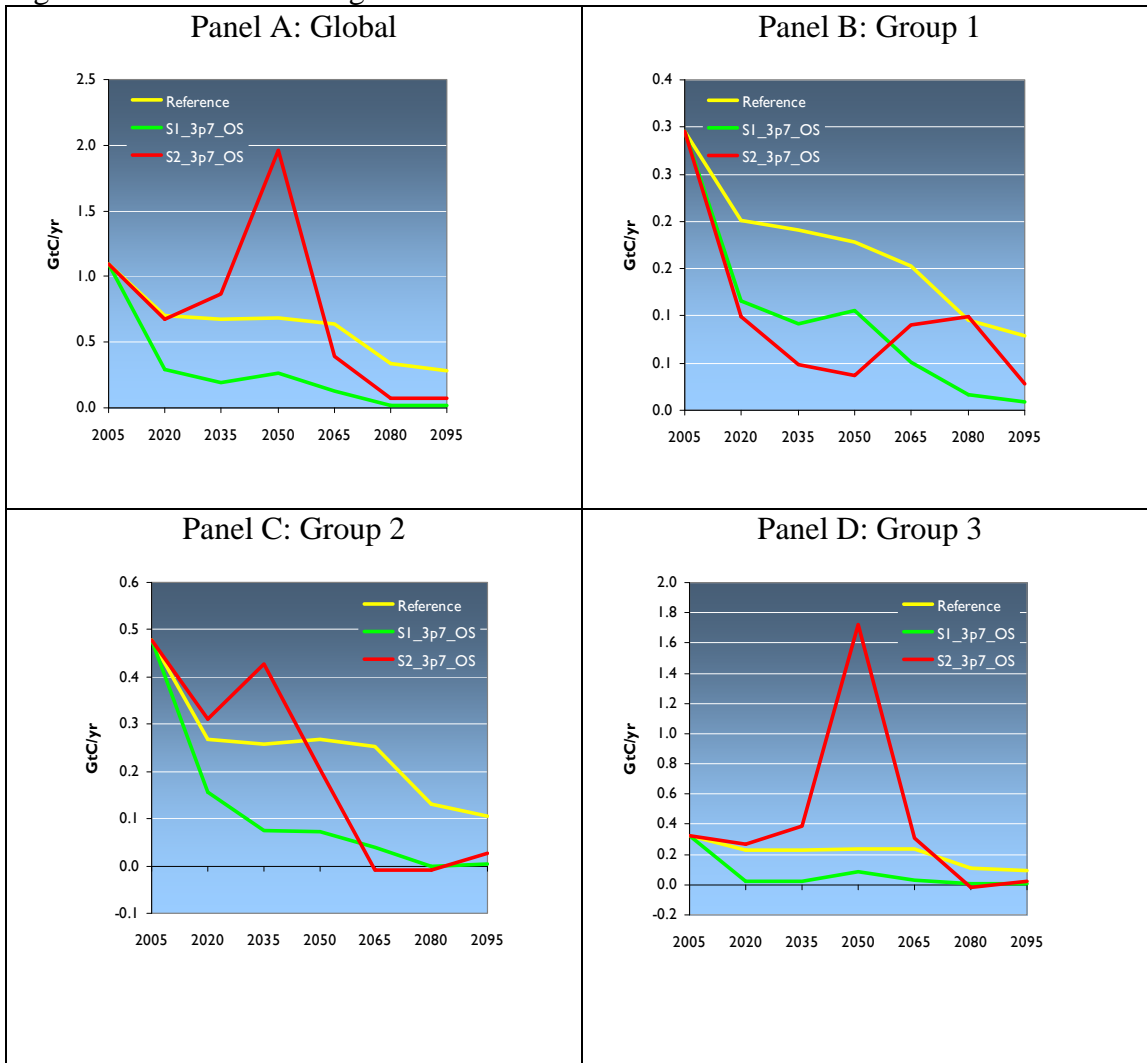 Panel A: Global
2.5
2.0
1.5
1.0
0.5
0.0
GtC/yr
Reference
S1_3p7_OS
S2_3p7_OS
2005 2020 2035 2050 2065 2080 2095
Panel B: Group 1
0.4
0.3
0.3
0.2
0.2
0.1
0.1
0.0
GtC/yr
Reference
S1_3p7_OS
S2_3p7_OS
2005 2020 2035 2050 2065 2080 2095
Panel C: Group 2
0.6
0.5
0.4
0.3
0.2
0.1
0.0
-0.1
GtC/yr
Reference
S1_3p7_OS
S2_3p7_OS
2005 2020 2035 2050 2065 2080 2095
Panel D: Group 3
2.0
1.8
1.6
1.4
1.2
1.0
0.8
0.6
0.4
0.2
0.0
-0.2
GtC/yr
Reference
S1_3p7_OS
S2_3p7_OS
2005 2020 2035 2050 2065 2080 2095